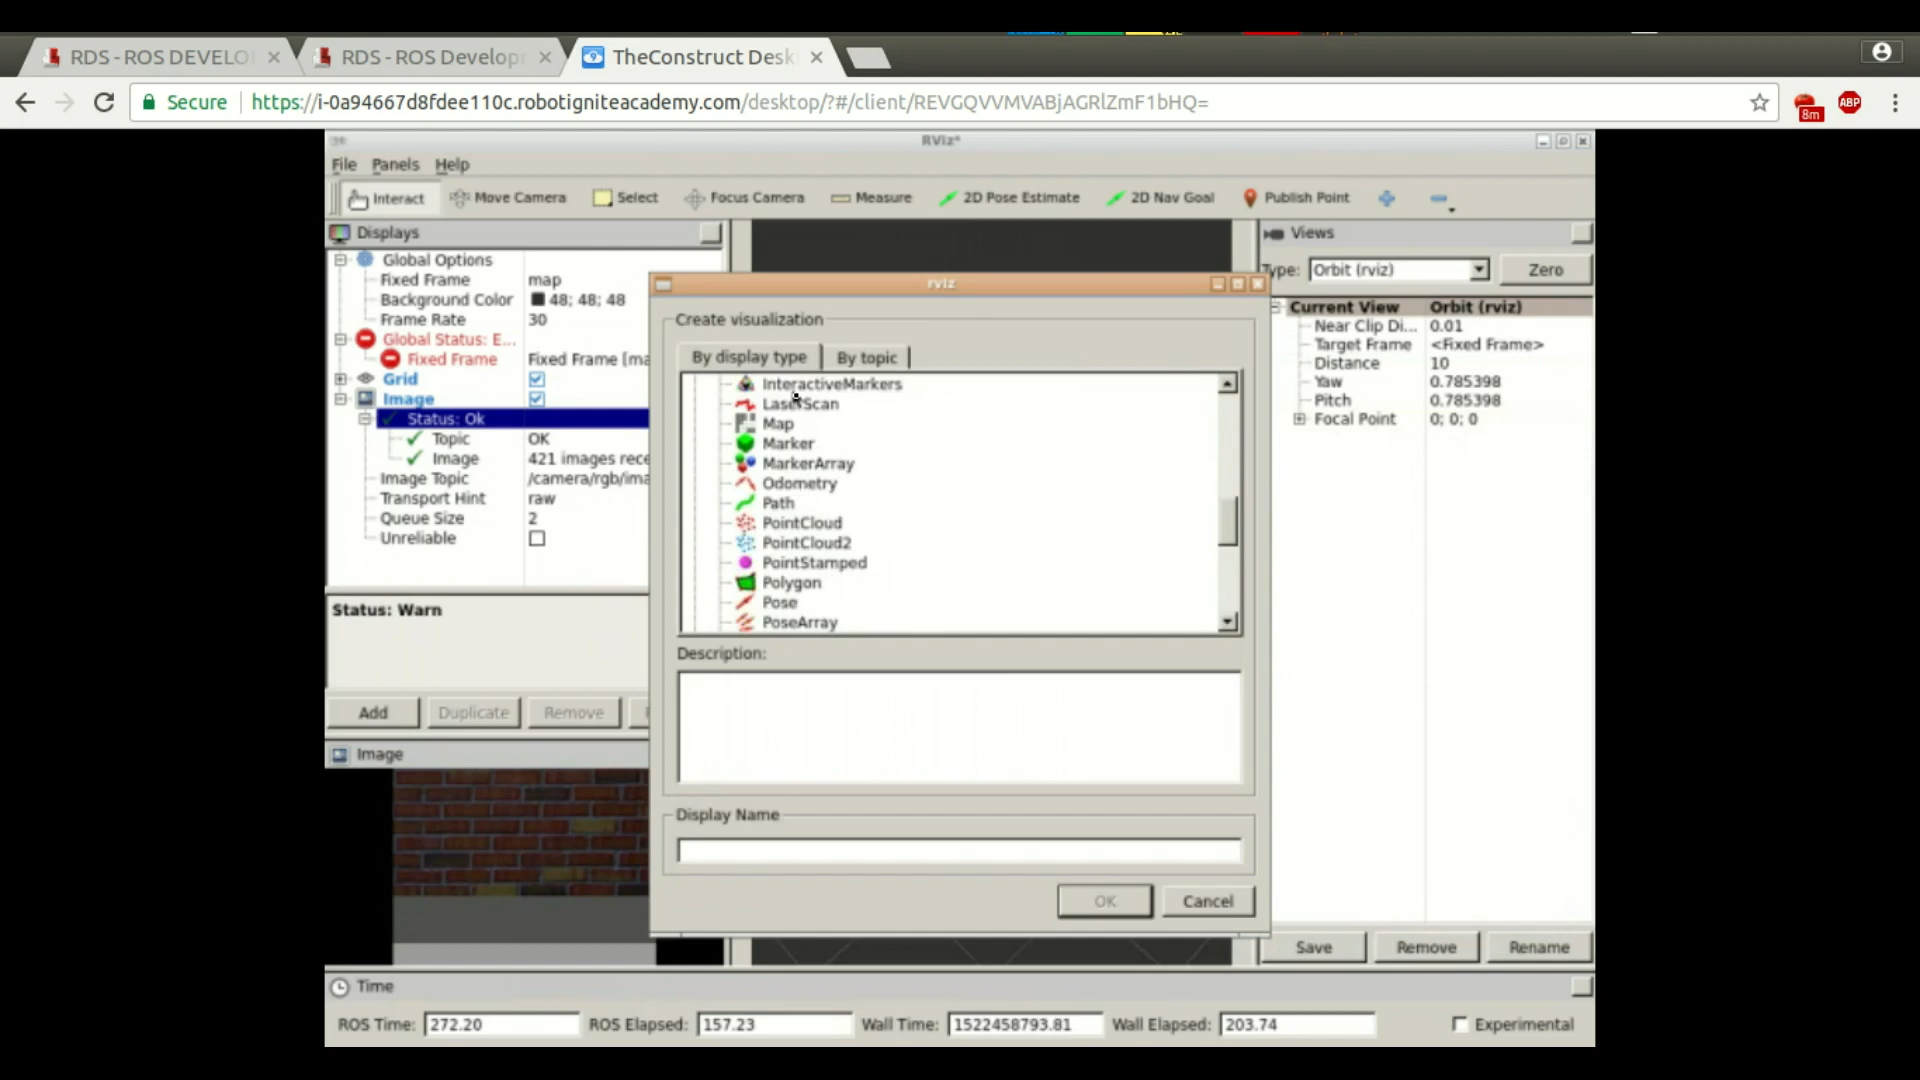 RDS - ROS DEVELO
RDS - ROS Developm
TheConstruct Desk
Secure
https://i-0a94667d8fdee110c.robotigniteacademy.com/desktop/?#/client/REVGQVVMVABjAGRlZmF1bHQ=
8m
ABP
RViz*
File Panels Help
Interact Move Camera Select Focus Camera Measure 2D Pose Estimate 2D Nav Goal Publish Point
Displays
Global Options
Fixed Frame map
Background Color 48; 48; 48
Frame Rate 30
Global Status: E...
Fixed Frame Fixed Frame [ma
Grid
Image
Status: Ok
Topic OK
Image 421 images rece
Image Topic /camera/rgb/ima
Transport Hint raw
Queue Size 2
Unreliable
Status: Warn
Add Duplicate Remove
Image
rviz
Create visualization
By display type By topic
InteractiveMarkers
LaserScan
Map
Marker
MarkerArray
Odometry
Path
PointCloud
PointCloud2
PointStamped
Polygon
Pose
PoseArray
Description:
Display Name
OK Cancel
Views
Type: Orbit (rviz) Zero
Current View Orbit (rviz)
Near Clip Di... 0.01
Target Frame <Fixed Frame>
Distance 10
Yaw 0.785398
Pitch 0.785398
Focal Point 0; 0; 0
Save Remove Rename
Time
ROS Time: 272.20 ROS Elapsed: 157.23 Wall Time: 1522458793.81 Wall Elapsed: 203.74 Experimental